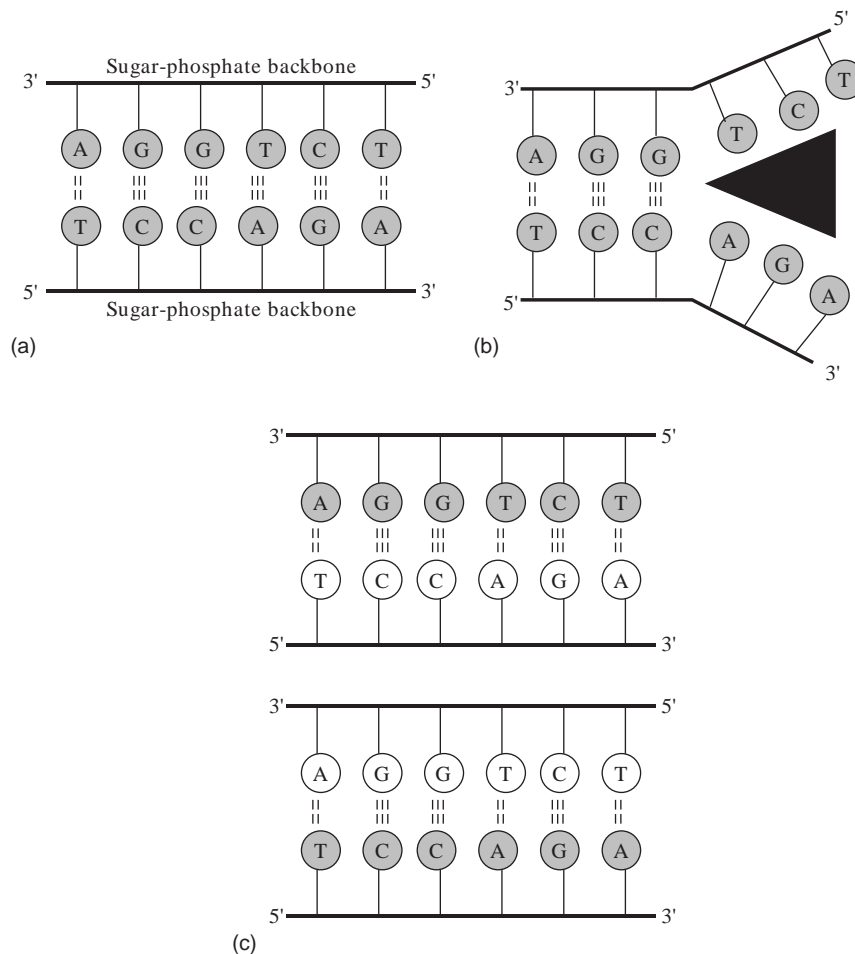 3' Sugar-phosphate backbone 5'
A G G T C T
T C C A G A
5' Sugar-phosphate backbone 3'
(a)
5'
3'
T
C
T
A G G
T C C
A
G
A
5'
3'
(b)
3' 5'
A G G T C T
T C C A G A
5' 3'
3' 5'
A G G T C T
T C C A G A
5' 3'
(c)